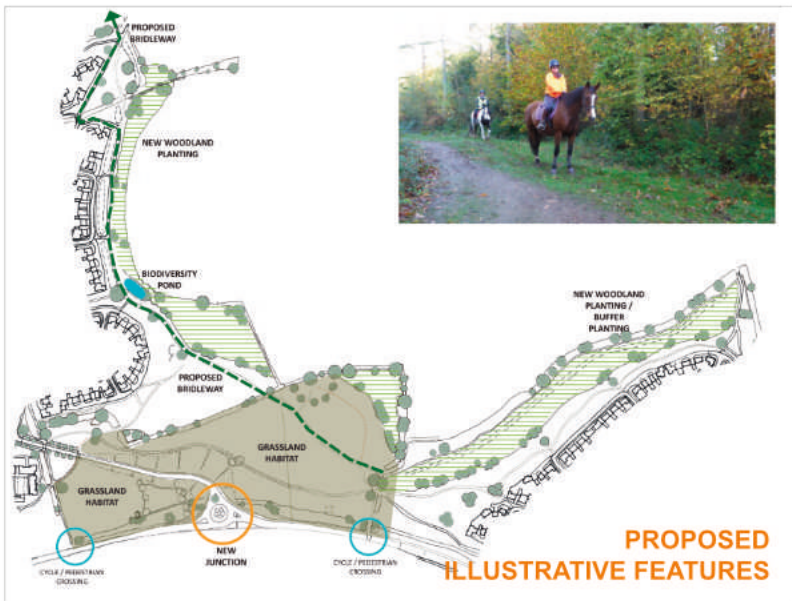 PROPOSED
BRIDLEWAY
NEW WOODLAND
PLANTING
BIODIVERSITY
POND
NEW WOODLAND
PLANTING /
BUFFER
PLANTING
PROPOSED
BRIDLEWAY
GRASSLAND
HABITAT
GRASSLAND
HABITAT
NEW
JUNCTION
CYCLE / PEDESTRIAN
CROSSING
CYCLE / PEDESTRIAN
CROSSING
PROPOSED
ILLUSTRATIVE FEATURES